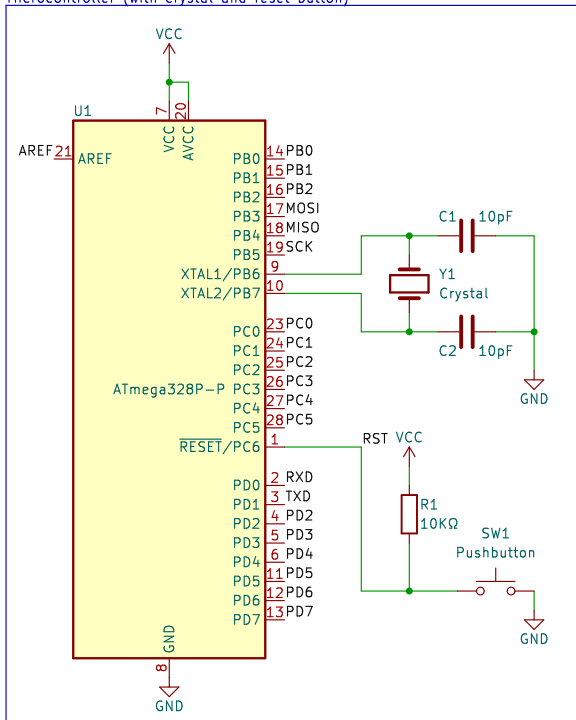 Microcontroller (with crystal and reset button)
VCC
U1
7
20
VCC
AVCC
AREF 21 AREF
PB0 14 PB0
PB1 15 PB1
PB2 16 PB2
PB3 17 MOSI
PB4 18 MISO
PB5 19 SCK
XTAL1/PB6 9
XTAL2/PB7 10
C1 10pF
Y1
Crystal
C2 10pF
GND
PC0 23 PC0
PC1 24 PC1
PC2 25 PC2
ATmega328P-P
PC3 26 PC3
PC4 27 PC4
PC5 28 PC5
RESET/PC6 1
RST
VCC
R1
10KΩ
SW1
Pushbutton
GND
PD0 2 RXD
PD1 3 TXD
PD2 4 PD2
PD3 5 PD3
PD4 6 PD4
PD5 11 PD5
PD6 12 PD6
PD7 13 PD7
GND
8
GND